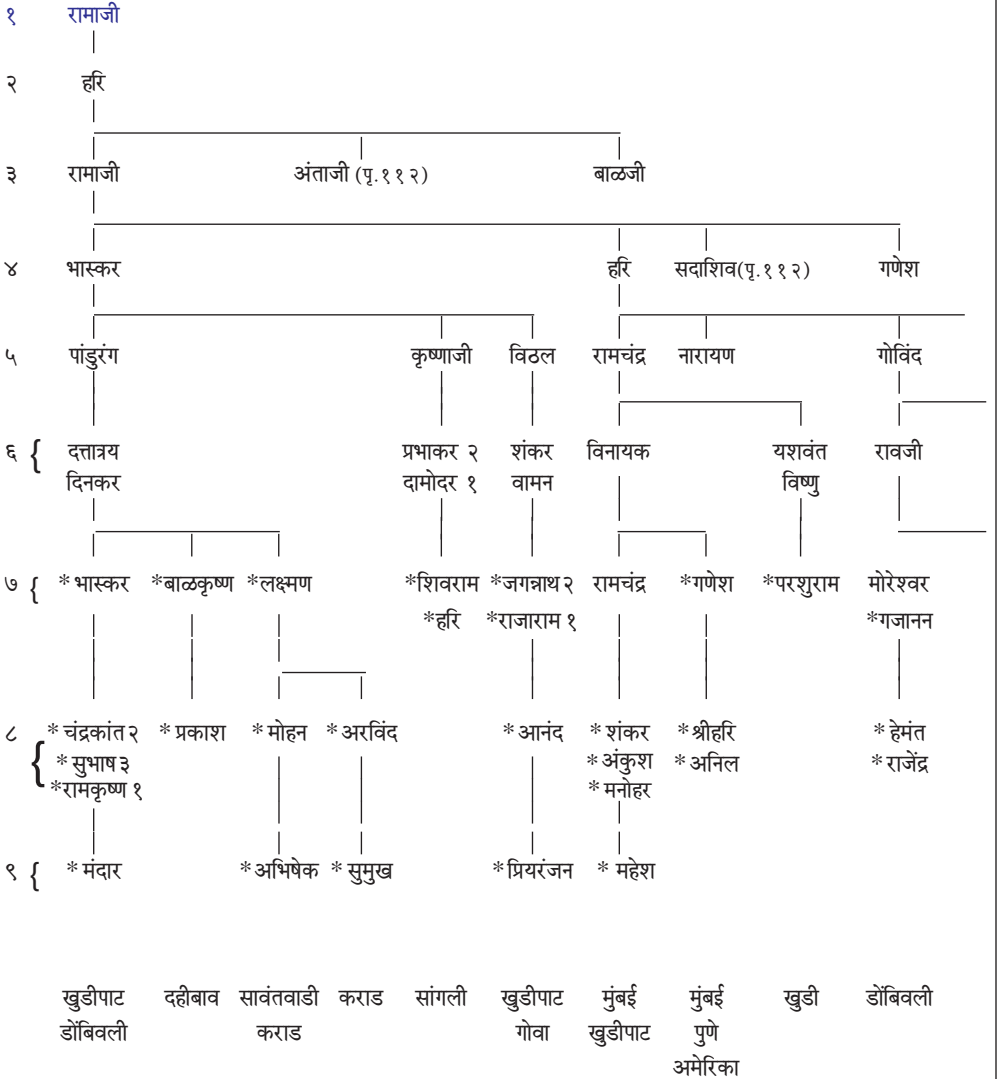 १ रामाजी
२ हरि
३ रामाजी अंताजी (पृ.११२) बाळजी
४ भास्कर हरि सदाशिव(पृ.११२) गणेश
५ पांडुरंग कृष्णाजी विठल रामचंद्र नारायण गोविंद
६ { दत्तात्रय प्रभाकर २ शंकर विनायक यशवंत रावजी
दिनकर दामोदर १ वामन विष्णु
७ { *भास्कर *बाळकृष्ण *लक्ष्मण *शिवराम *जगन्नाथ२ रामचंद्र *गणेश *परशुराम मोरेश्वर
*हरि *राजाराम १ *गजानन
८ { * चंद्रकांत२ * प्रकाश * मोहन * अरविंद * आनंद * शंकर *श्रीहरि * हेमंत
* सुभाष३ * अंकुश * अनिल * राजेंद्र
*रामकृष्ण १ * मनोहर
९ { * मंदार *अभिषेक * सुमुख *प्रियरंजन * महेश
खुडीपाट दहीबाव सावंतवाडी कराड सांगली खुडीपाट मुंबई मुंबई खुडी डोंबिवली
डोंबिवली कराड गोवा खुडीपाट पुणे
अमेरिका